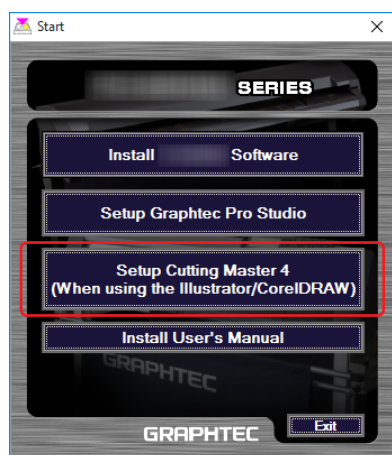 Start
SERIES
Install Software
Setup Graphtec Pro Studio
Setup Cutting Master 4
(When using the Illustrator/CorelDRAW)
Install User's Manual
GRAPHTEC
GRAPHTEC
Exit